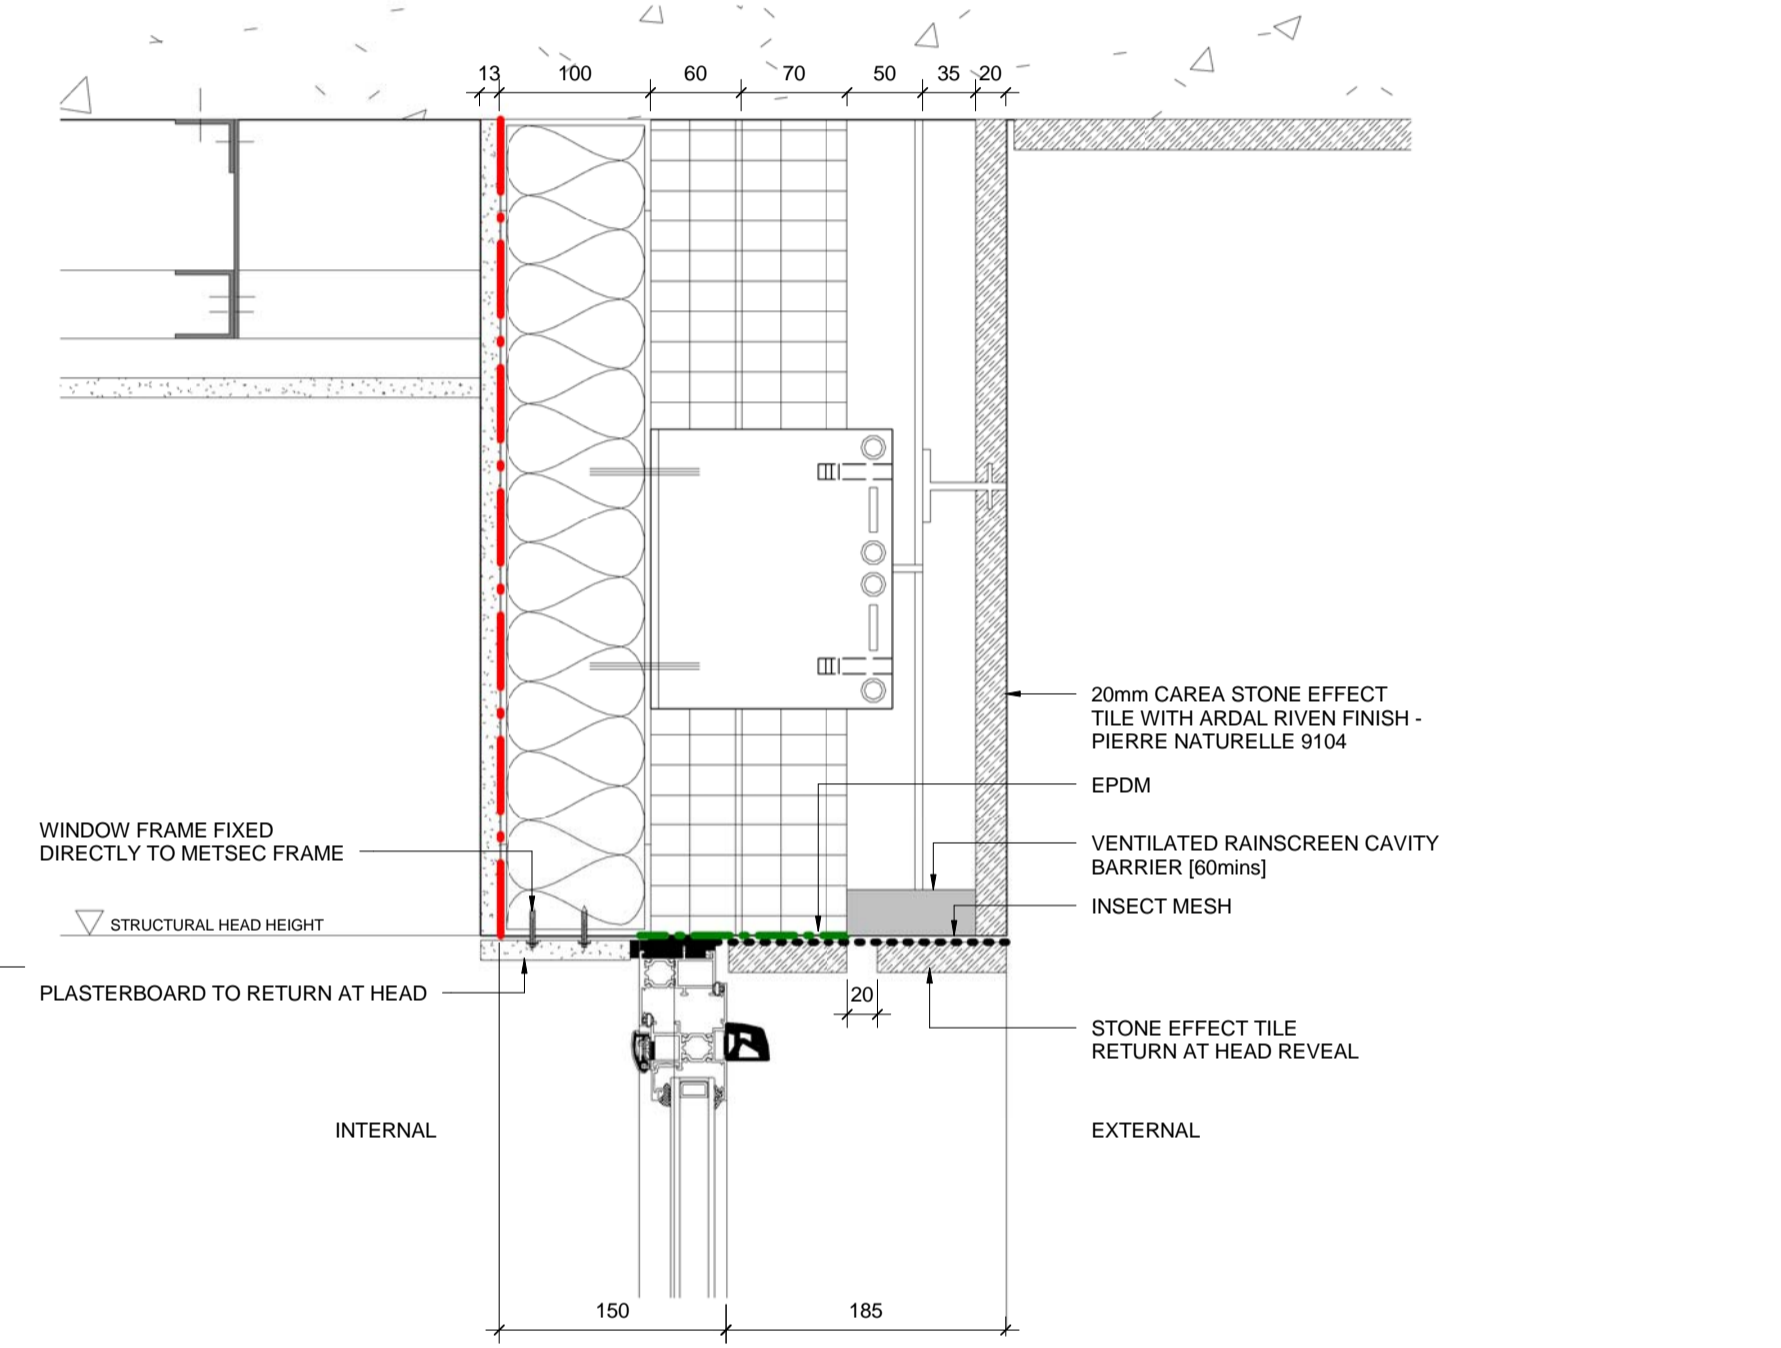 13 100 60 70 50 35 20
20mm CAREA STONE EFFECT
TILE WITH ARDAL RIVEN FINISH -
PIERRE NATURELLE 9104
EPDM
WINDOW FRAME FIXED
DIRECTLY TO METSEC FRAME
VENTILATED RAINSCREEN CAVITY
BARRIER [60mins]
INSECT MESH
STRUCTURAL HEAD HEIGHT
PLASTERBOARD TO RETURN AT HEAD
20
STONE EFFECT TILE
RETURN AT HEAD REVEAL
INTERNAL
EXTERNAL
150 185